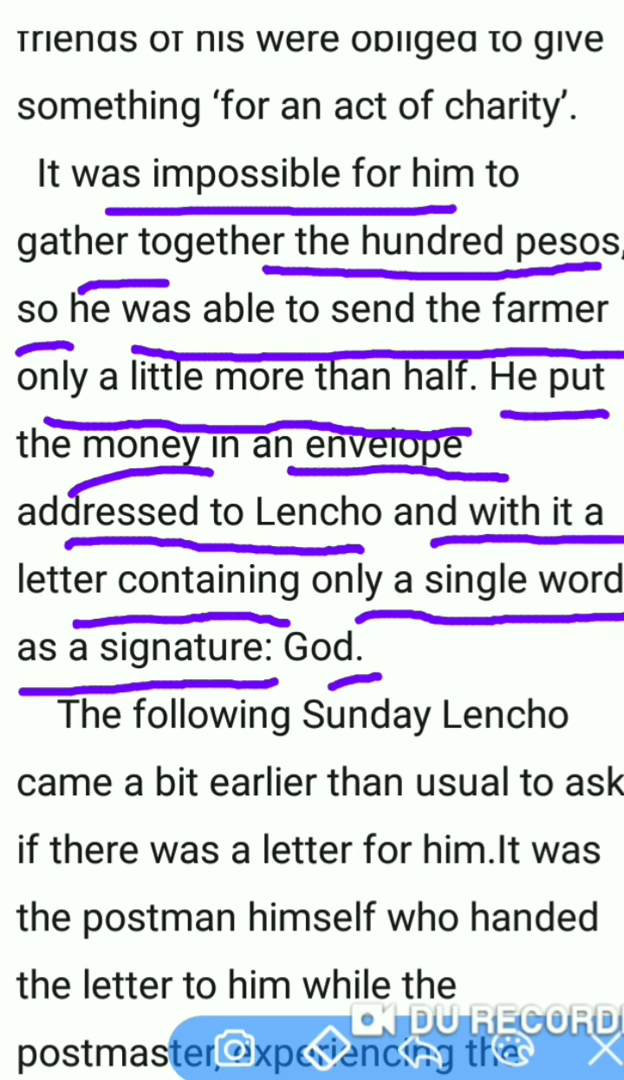 friends of his were obliged to give
something ‘for an act of charity’.
It was impossible for him to
gather together the hundred pesos,
so he was able to send the farmer
only a little more than half. He put
the money in an envelope
addressed to Lencho and with it a
letter containing only a single word
as a signature: God.
The following Sunday Lencho
came a bit earlier than usual to ask
if there was a letter for him.It was
the postman himself who handed
the letter to him while the
DU RECORD
postmaster, experiencing the